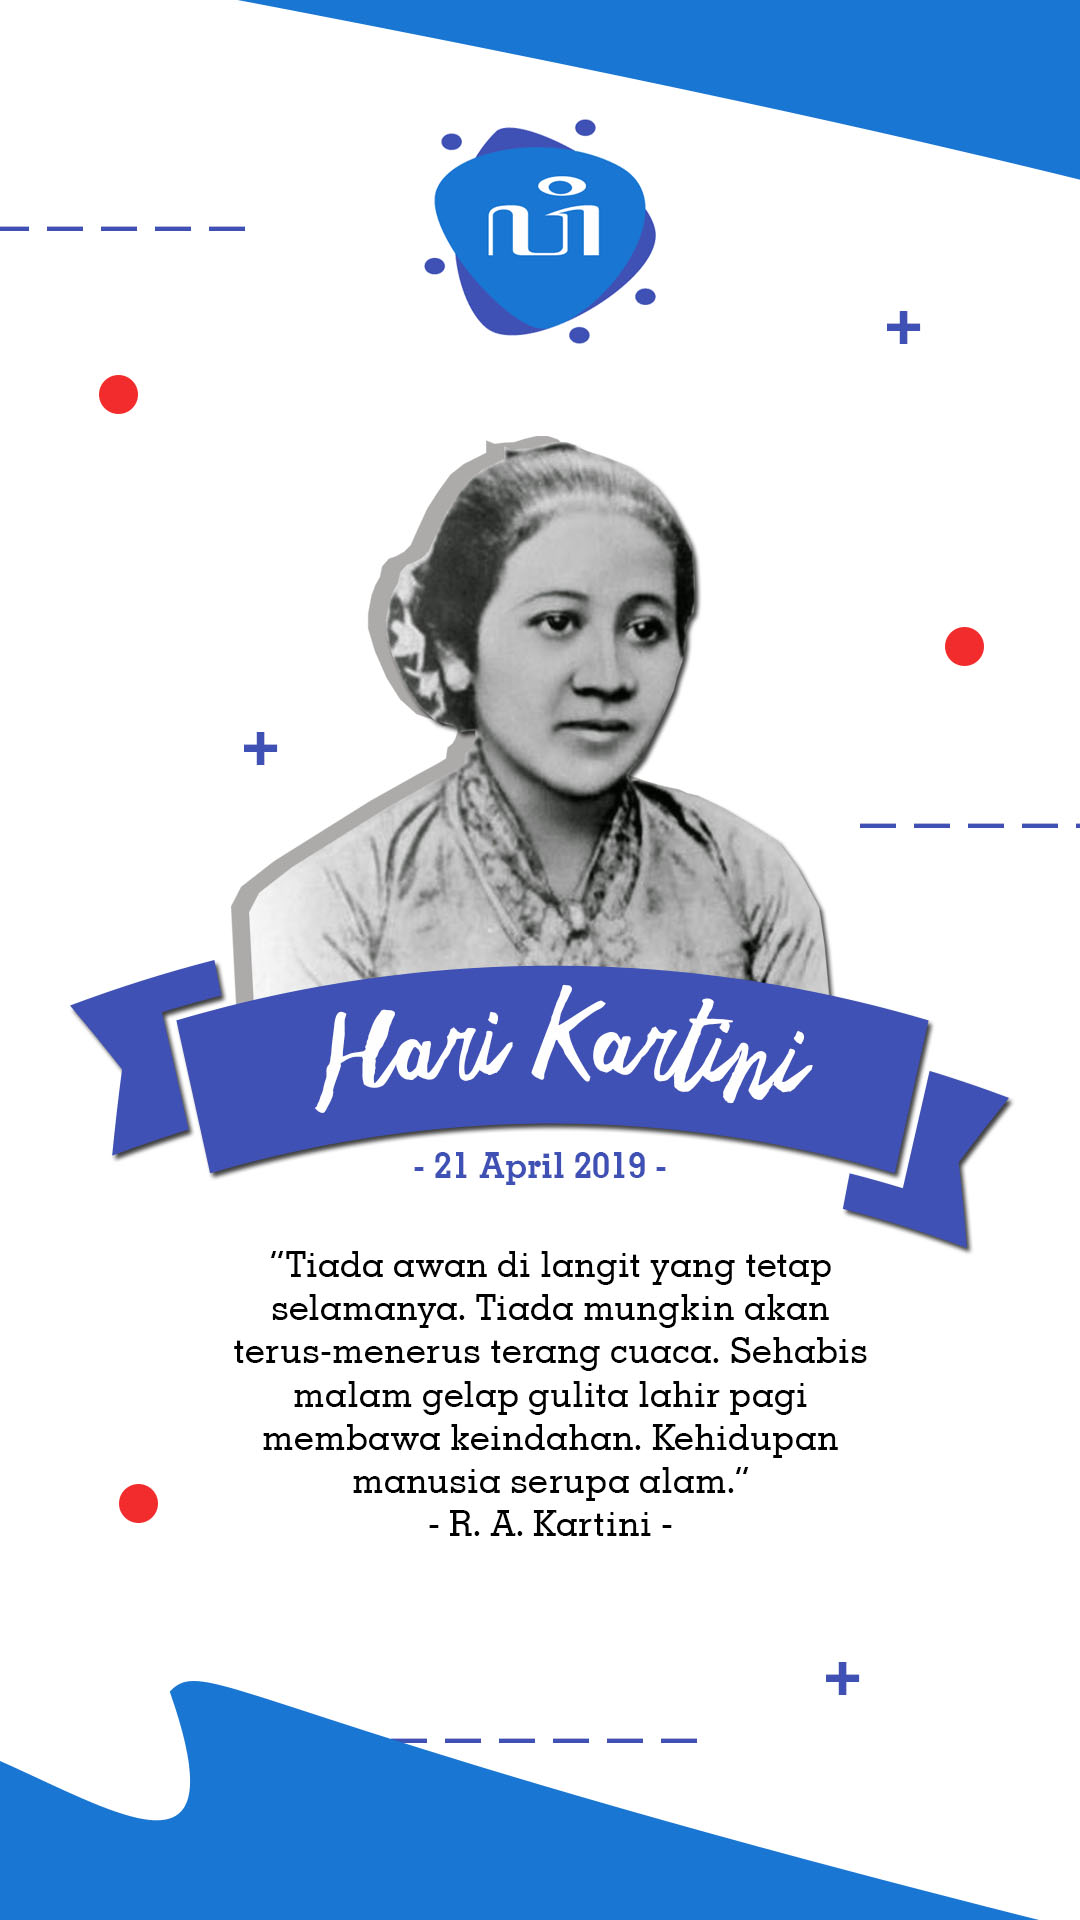 ꦮꦶ
Hari Kartini
- 21 April 2019 -
“Tiada awan di langit yang tetap
selamanya. Tiada mungkin akan
terus-menerus terang cuaca. Sehabis
malam gelap gulita lahir pagi
membawa keindahan. Kehidupan
manusia serupa alam.”
- R. A. Kartini -